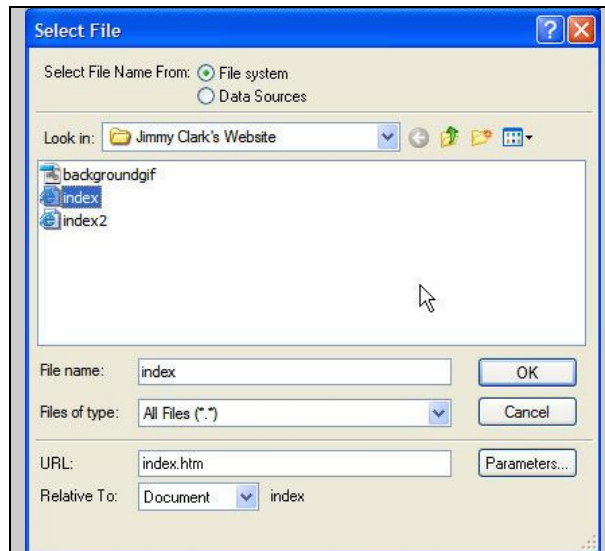 Select File
Select File Name From: File system
Data Sources
Look in: Jimmy Clark's Website
backgroundgif
index
index2
File name: index OK
Files of type: All Files (*.*) Cancel
URL: index.htm Parameters...
Relative To: Document index